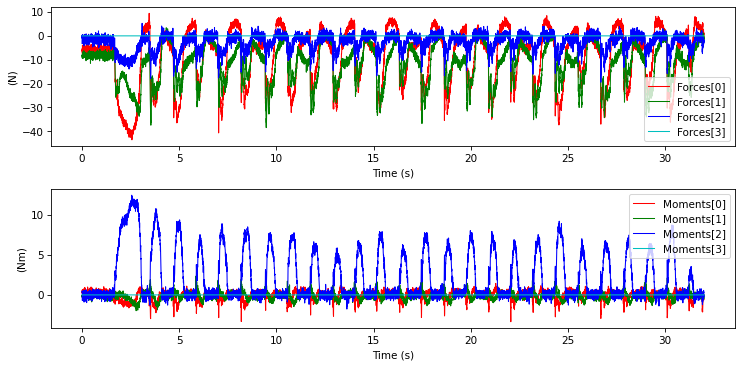 10
0
−10
−20
−30
−40
(N)
0
5
10
15
20
25
30
Time (s)
Forces[0]
Forces[1]
Forces[2]
Forces[3]
10
5
0
(Nm)
0
5
10
15
20
25
30
Time (s)
Moments[0]
Moments[1]
Moments[2]
Moments[3]